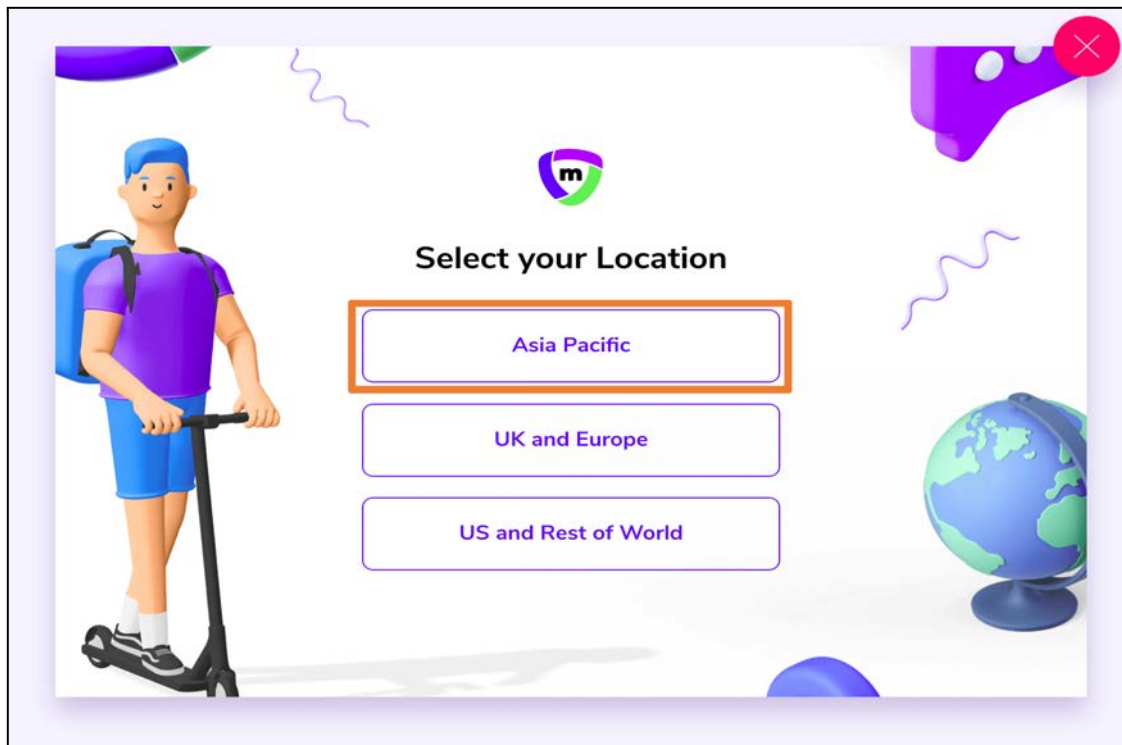 m
Select your Location
Asia Pacific
UK and Europe
US and Rest of World